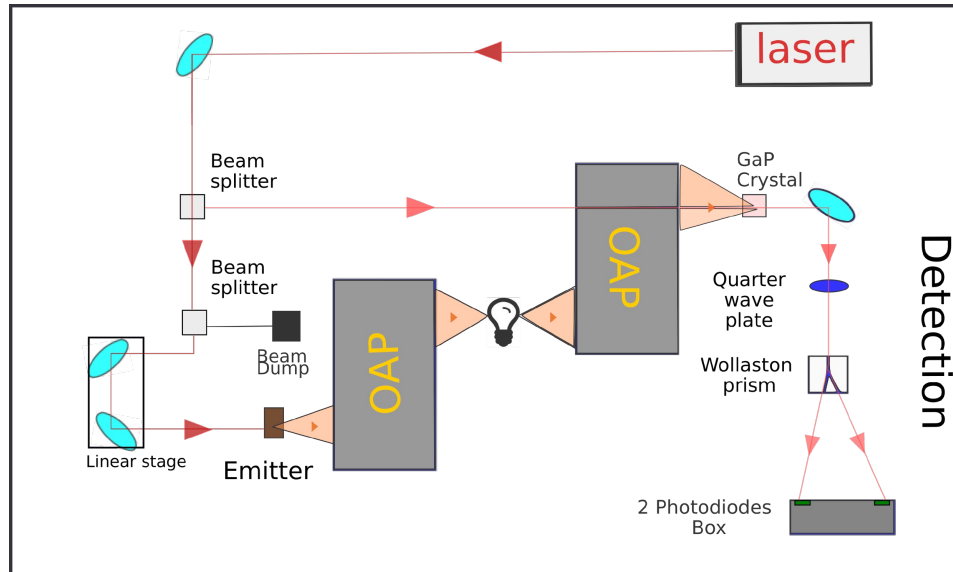 laser
Beam
splitter
GaP
Crystal
Beam
splitter
OAP
Quarter
wave
plate
Detection
Beam
Dump
OAP
Wollaston
prism
Linear stage
Emitter
2 Photodiodes
Box